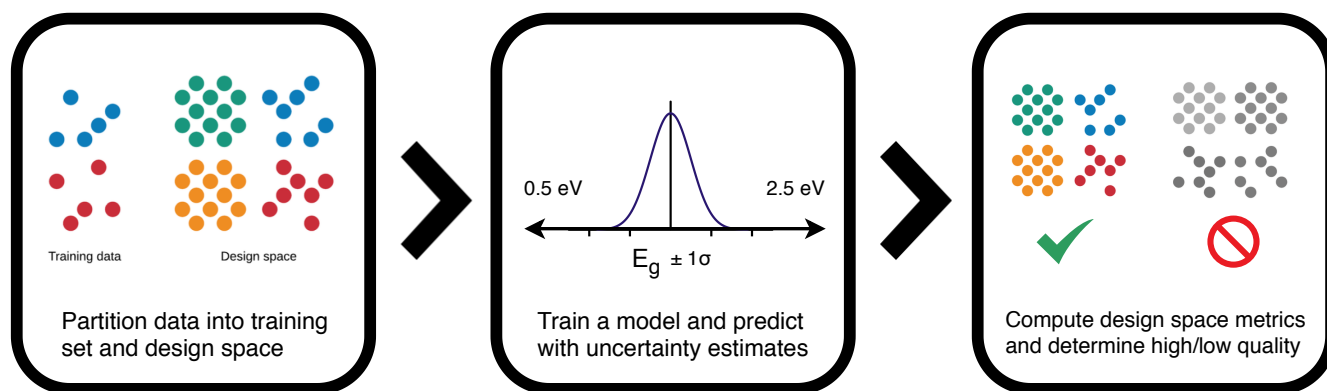 Training data
Design space
Partition data into training
set and design space
0.5 eV
2.5 eV
E_g ± 1σ
Train a model and predict
with uncertainty estimates
Compute design space metrics
and determine high/low quality